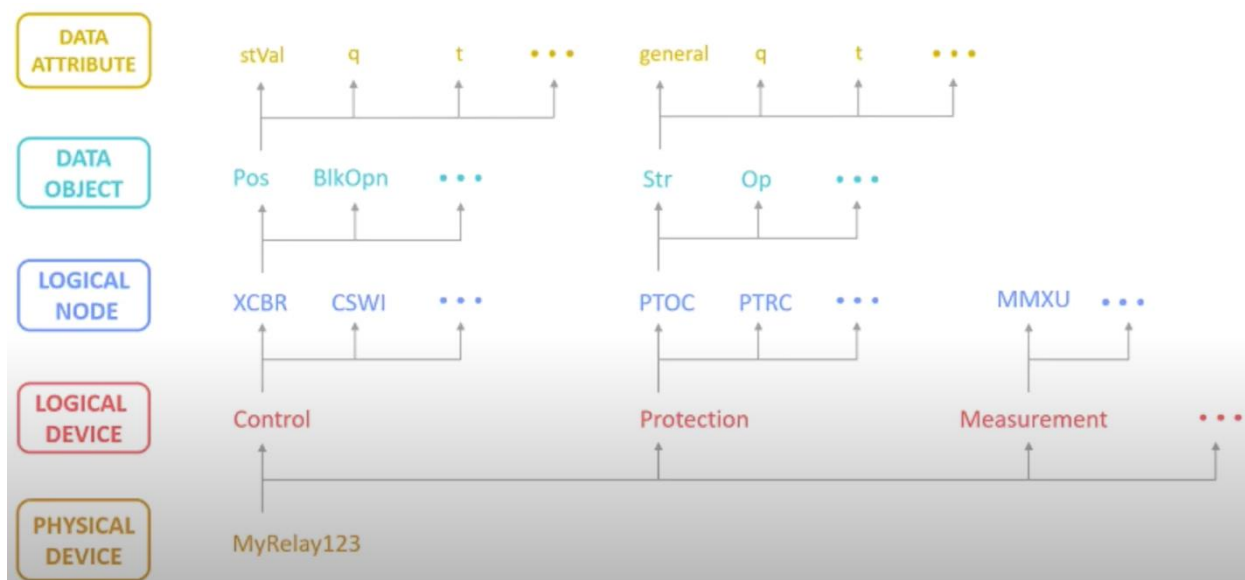 DATA
ATTRIBUTE
stVal q t ... general q t ...
DATA
OBJECT
Pos BlkOpn ... Str Op ...
LOGICAL
NODE
XCBR CSWI ... PTOC PTRC ... MMXU ...
LOGICAL
DEVICE
Control Protection Measurement ...
PHYSICAL
DEVICE
MyRelay123